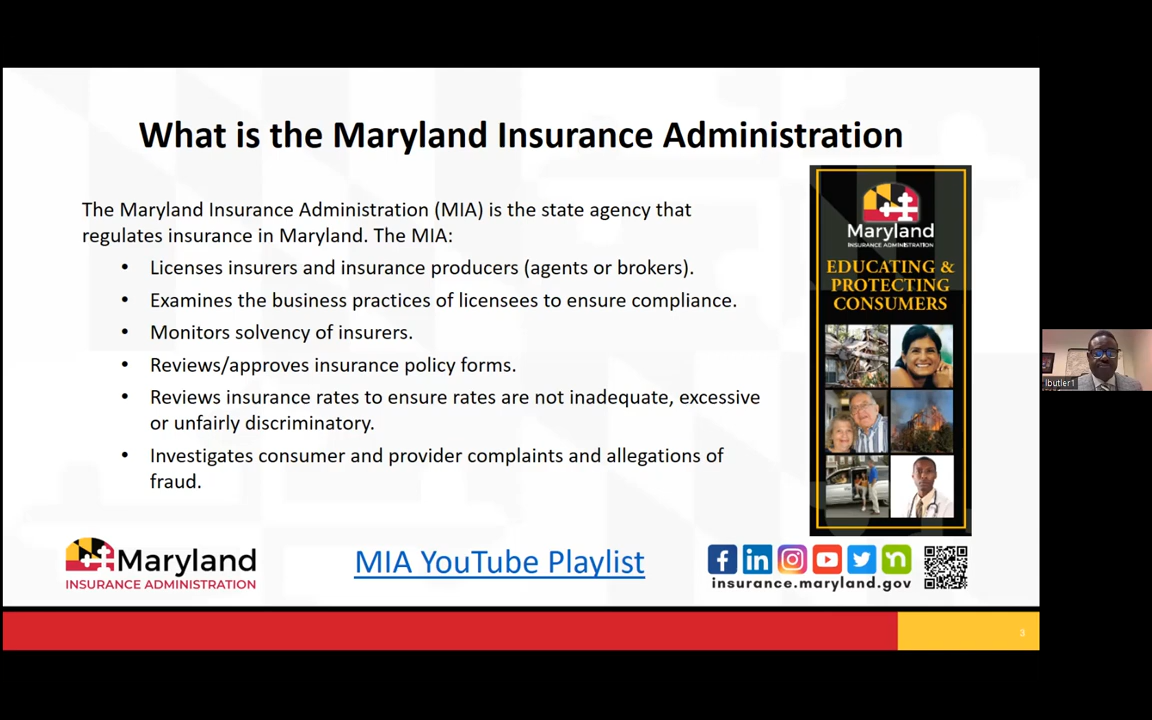 What is the Maryland Insurance Administration
The Maryland Insurance Administration (MIA) is the state agency that
regulates insurance in Maryland. The MIA:
• Licenses insurers and insurance producers (agents or brokers).
• Examines the business practices of licensees to ensure compliance.
• Monitors solvency of insurers.
• Reviews/approves insurance policy forms.
• Reviews insurance rates to ensure rates are not inadequate, excessive
or unfairly discriminatory.
• Investigates consumer and provider complaints and allegations of
fraud.
Maryland
INSURANCE ADMINISTRATION
EDUCATING &
PROTECTING
CONSUMERS
lbutler1
Maryland
INSURANCE ADMINISTRATION
MIA YouTube Playlist
insurance.maryland.gov
3